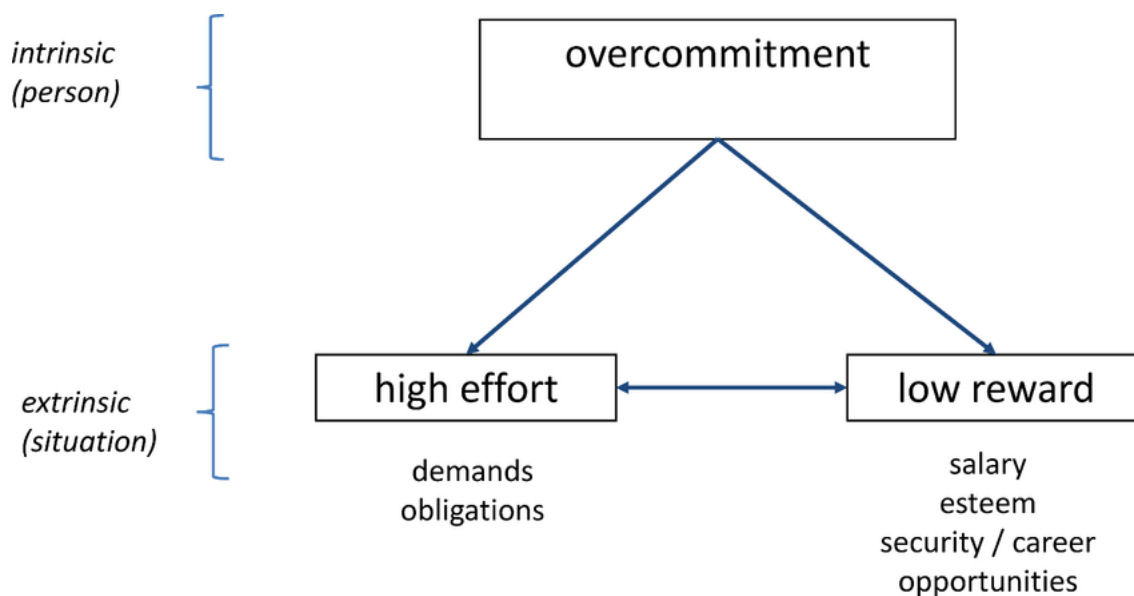 intrinsic
(person)
overcommitment
extrinsic
(situation)
high effort
low reward
demands
obligations
salary
esteem
security / career
opportunities